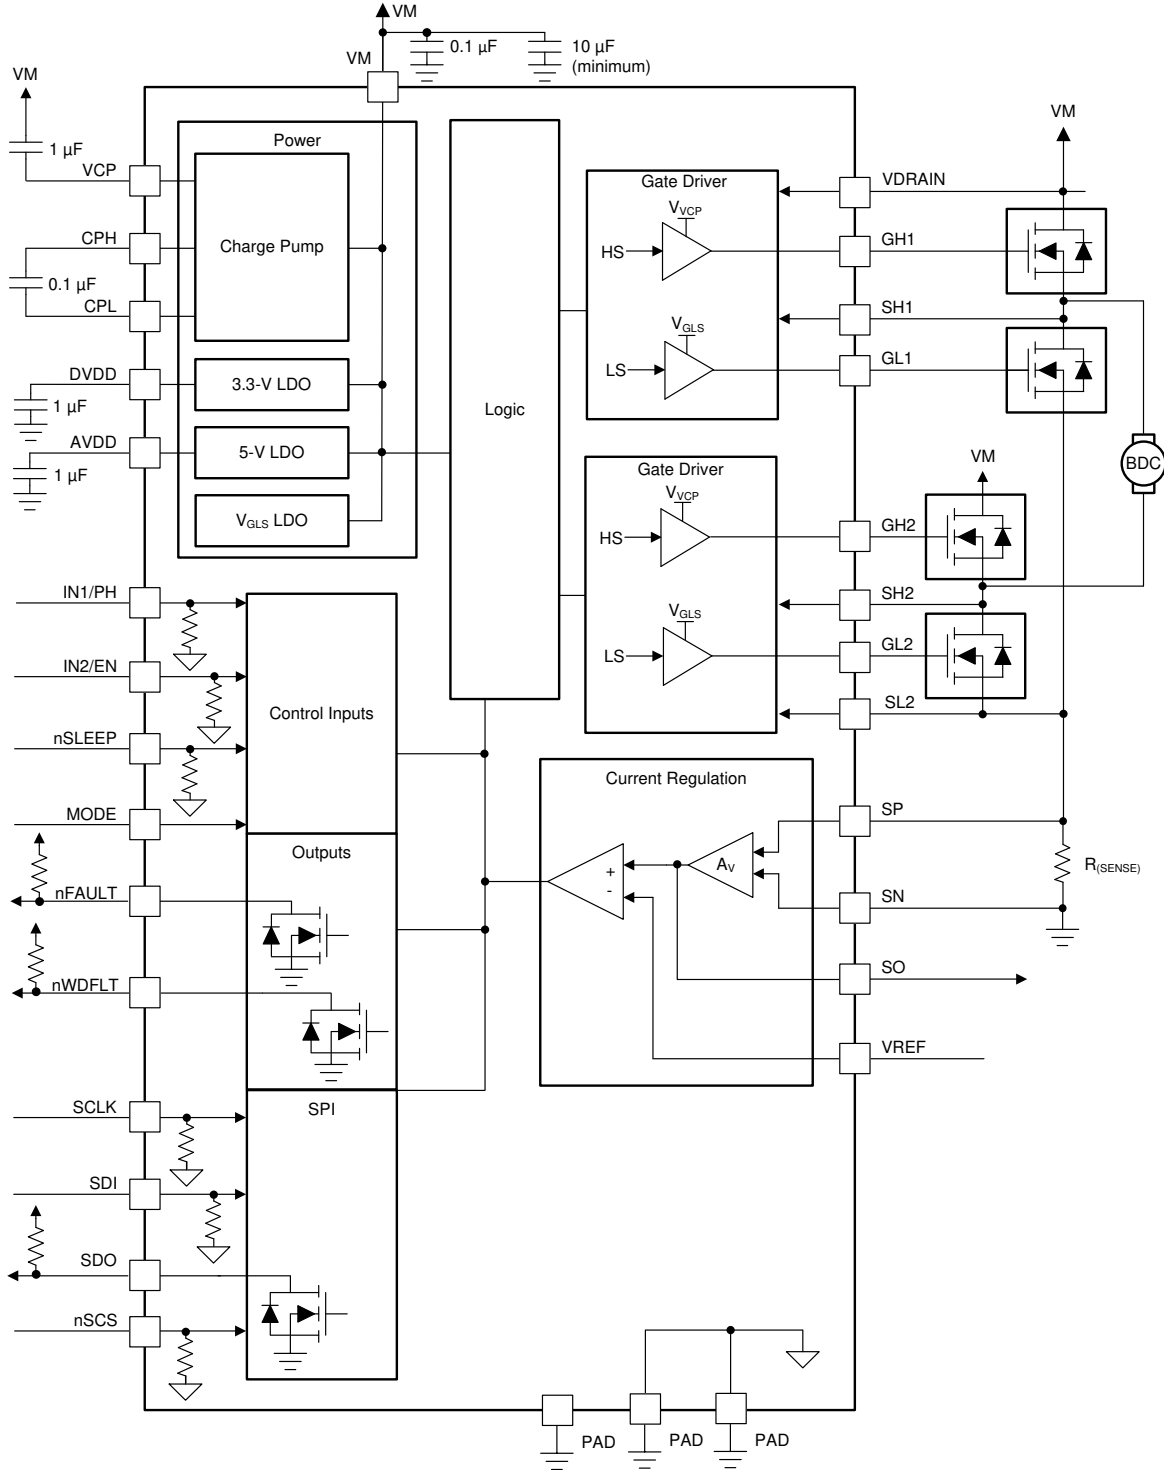 VM
VM
0.1 µF
10 µF
(minimum)
VM
1 µF
VCP
CPH
0.1 µF
CPL
DVDD
1 µF
AVDD
1 µF
Power
Charge Pump
3.3-V LDO
5-V LDO
VGLS LDO
Logic
Gate Driver
VVCP
HS
VGLS
LS
Gate Driver
VVCP
HS
VGLS
LS
VM
VDRAIN
GH1
SH1
GL1
BDC
VM
GH2
SH2
GL2
SL2
IN1/PH
IN2/EN
nSLEEP
MODE
nFAULT
nWDFLT
SCLK
SDI
SDO
nSCS
Control Inputs
Outputs
SPI
Current Regulation
+
-
AV
SP
R(SENSE)
SN
SO
VREF
PAD
PAD
PAD